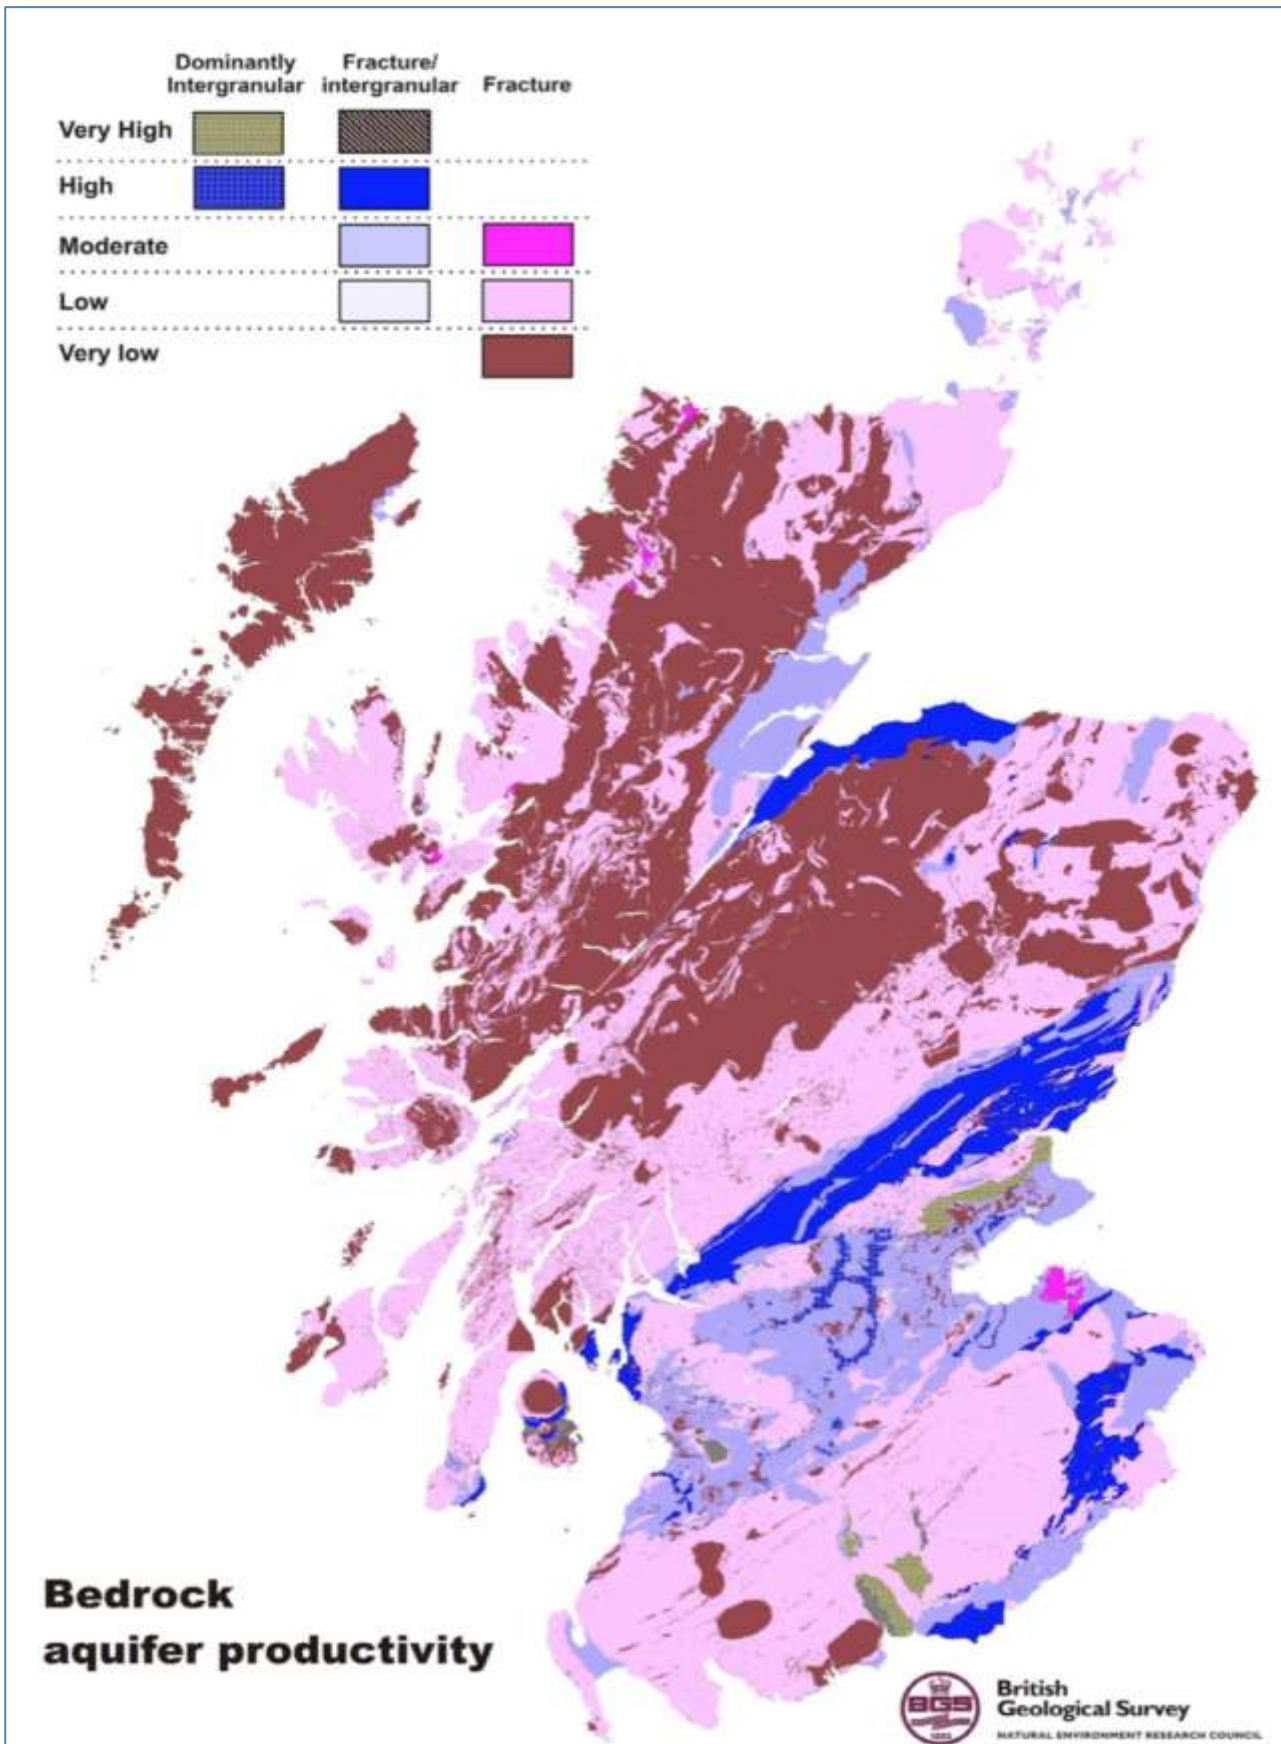 Dominantly Intergranular
Fracture/ intergranular
Fracture
Very High
High
Moderate
Low
Very low
Bedrock
aquifer productivity
BGS
1835
British
Geological Survey
NATURAL ENVIRONMENT RESEARCH COUNCIL